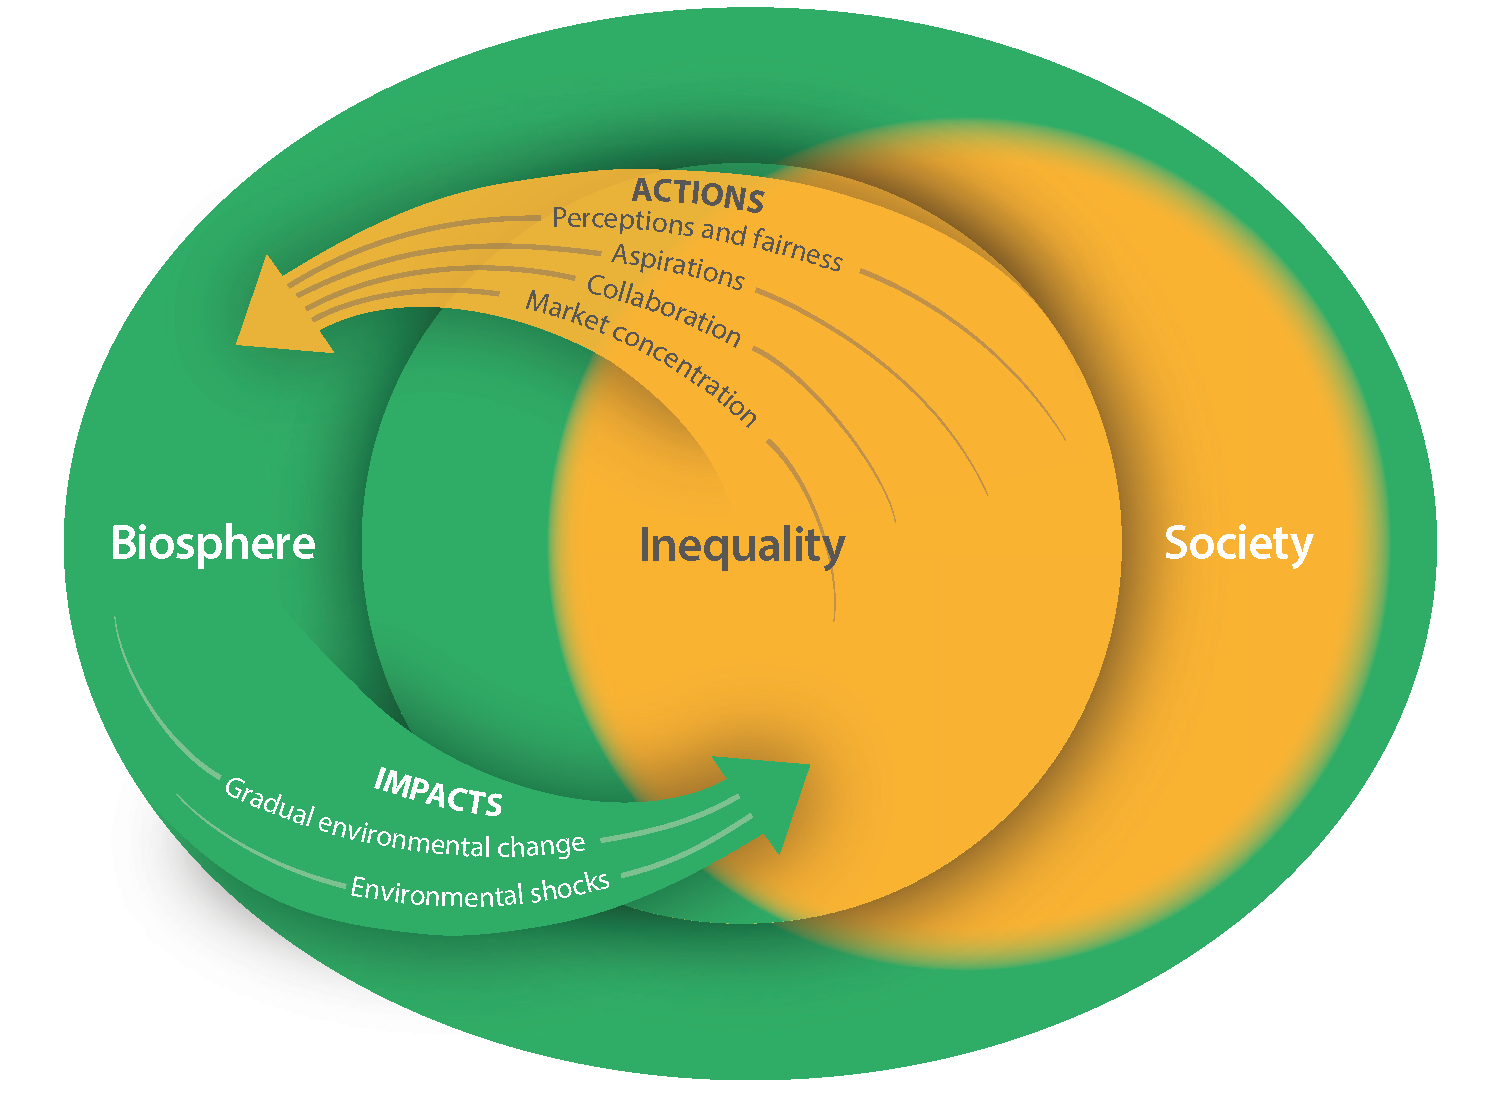 ACTIONS
Perceptions and fairness
Aspirations
Collaboration
Market concentration
Biosphere
Inequality
Society
IMPACTS
Gradual environmental change
Environmental shocks